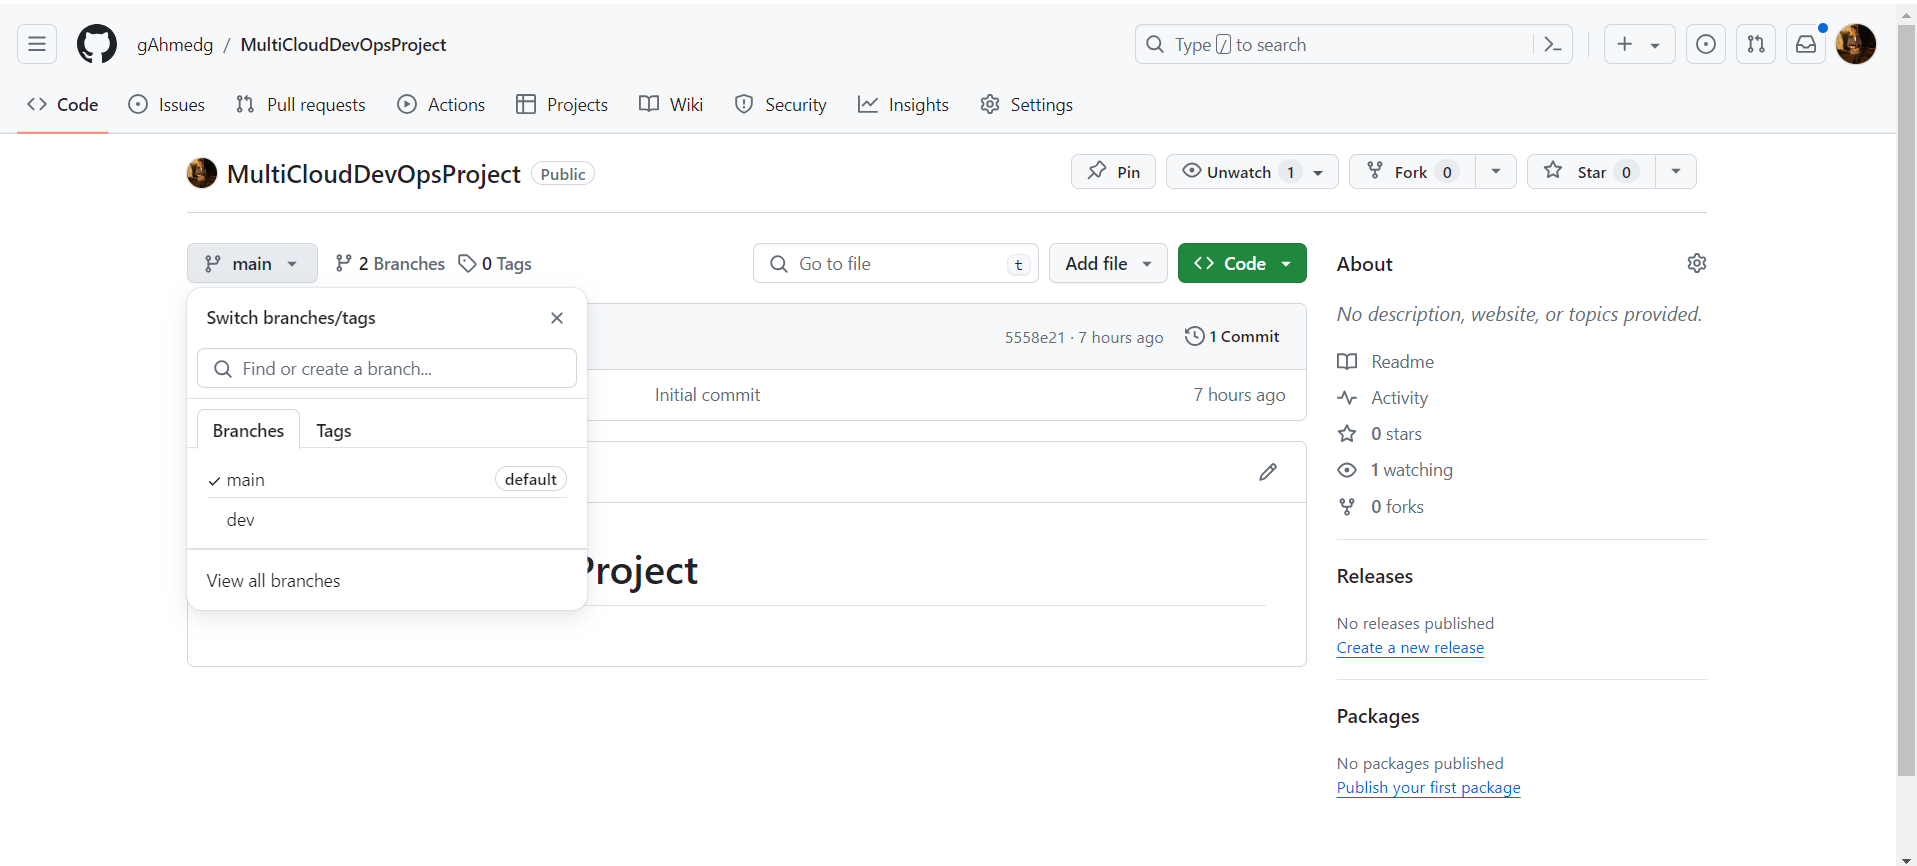 gAhmedg / MultiCloudDevOpsProject
Type / to search
Code Issues Pull requests Actions Projects Wiki Security Insights Settings
MultiCloudDevOpsProject Public
Pin Unwatch 1 Fork 0 Star 0
main 2 Branches 0 Tags Go to file t Add file Code
Switch branches/tags
Find or create a branch...
Branches Tags
main default
dev
View all branches
5558e21 · 7 hours ago 1 Commit
Initial commit 7 hours ago
Project
About
No description, website, or topics provided.
Readme
Activity
0 stars
1 watching
0 forks
Releases
No releases published
Create a new release
Packages
No packages published
Publish your first package